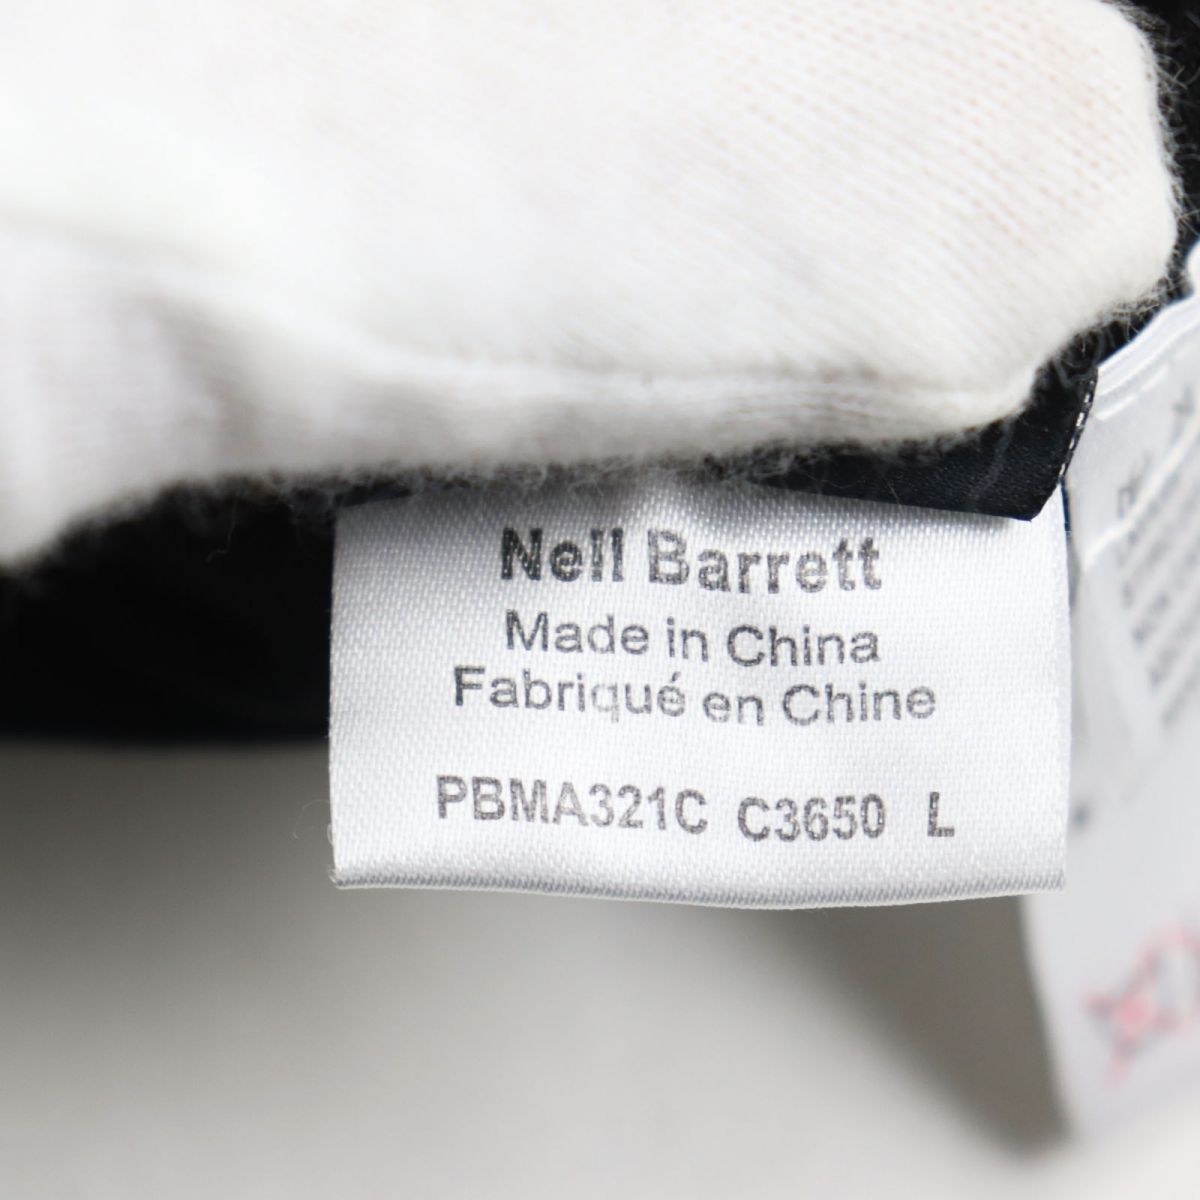 Neil Barrett
Made in China
Fabriqué en Chine
PBMA321C C3650 L